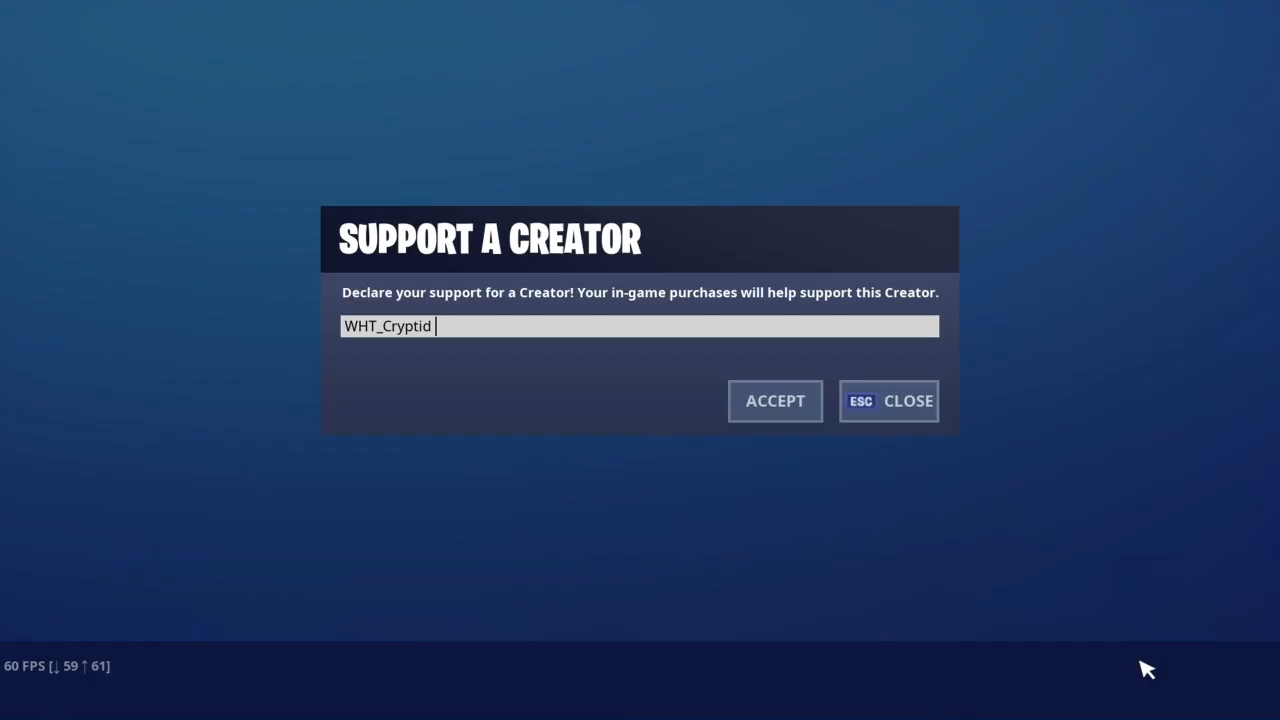 SUPPORT A CREATOR
Declare your support for a Creator! Your in-game purchases will help support this Creator.
WHT_Cryptid
ACCEPT
ESC CLOSE
60 FPS [↓ 59 ↑ 61]